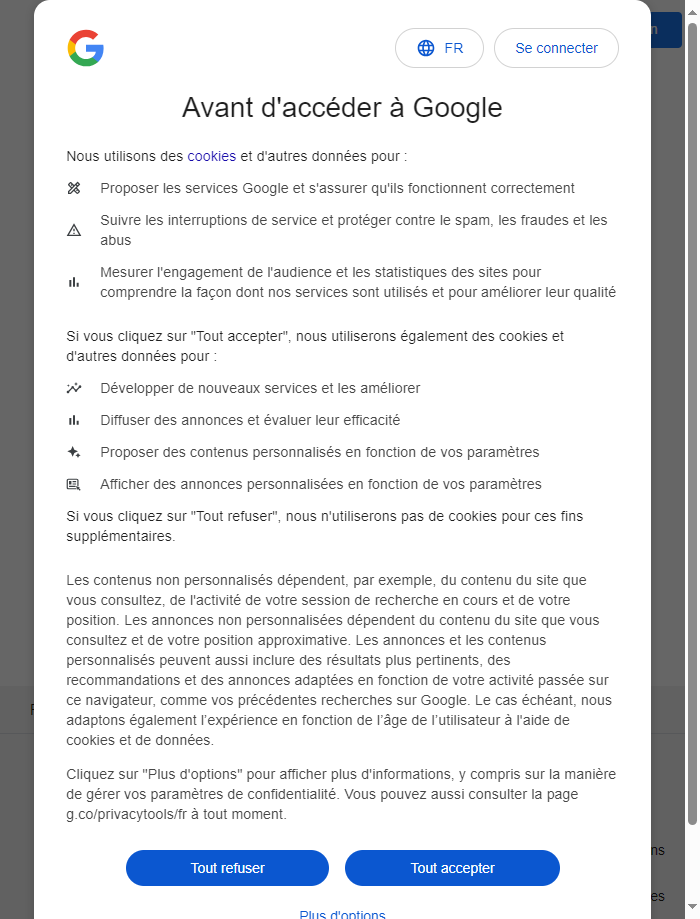 FR
Se connecter
Avant d'accéder à Google
Nous utilisons des cookies et d'autres données pour :
Proposer les services Google et s'assurer qu'ils fonctionnent correctement
Suivre les interruptions de service et protéger contre le spam, les fraudes et les
abus
Mesurer l'engagement de l'audience et les statistiques des sites pour
comprendre la façon dont nos services sont utilisés et pour améliorer leur qualité
Si vous cliquez sur "Tout accepter", nous utiliserons également des cookies et
d'autres données pour :
Développer de nouveaux services et les améliorer
Diffuser des annonces et évaluer leur efficacité
Proposer des contenus personnalisés en fonction de vos paramètres
Afficher des annonces personnalisées en fonction de vos paramètres
Si vous cliquez sur "Tout refuser", nous n'utiliserons pas de cookies pour ces fins
supplémentaires.
Les contenus non personnalisés dépendent, par exemple, du contenu du site que
vous consultez, de l'activité de votre session de recherche en cours et de votre
position. Les annonces non personnalisées dépendent du contenu du site que vous
consultez et de votre position approximative. Les annonces et les contenus
personnalisés peuvent aussi inclure des résultats plus pertinents, des
recommandations et des annonces adaptées en fonction de votre activité passée sur
ce navigateur, comme vos précédentes recherches sur Google. Le cas échéant, nous
adaptons également l’expérience en fonction de l’âge de l’utilisateur à l'aide de
cookies et de données.
Cliquez sur "Plus d'options" pour afficher plus d'informations, y compris sur la manière
de gérer vos paramètres de confidentialité. Vous pouvez aussi consulter la page
g.co/privacytools/fr à tout moment.
Tout refuser
Tout accepter
Plus d'options